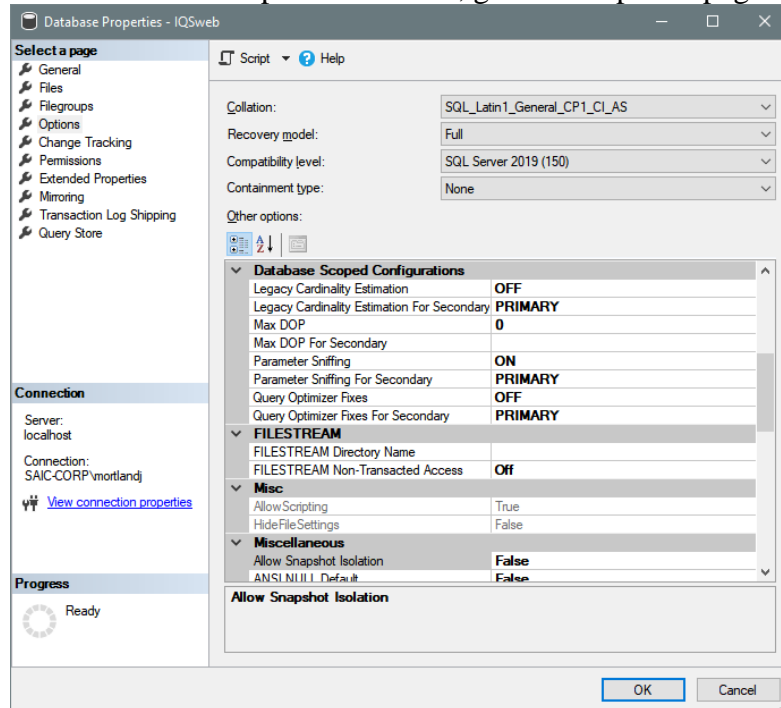 Database Properties - IQSweb
Select a page
General
Files
Filegroups
Options
Change Tracking
Permissions
Extended Properties
Mirroring
Transaction Log Shipping
Query Store
Connection
Server:
localhost
Connection:
SAIC-CORP\mortlandj
View connection properties
Progress
Ready
Script Help
Collation: SQL_Latin1_General_CP1_CI_AS
Recovery model: Full
Compatibility level: SQL Server 2019 (150)
Containment type: None
Other options:
Database Scoped Configurations
Legacy Cardinality Estimation OFF
Legacy Cardinality Estimation For Secondary PRIMARY
Max DOP 0
Max DOP For Secondary
Parameter Sniffing ON
Parameter Sniffing For Secondary PRIMARY
Query Optimizer Fixes OFF
Query Optimizer Fixes For Secondary PRIMARY
FILESTREAM
FILESTREAM Directory Name
FILESTREAM Non-Transacted Access Off
Misc
AllowScripting True
HideFileSettings False
Miscellaneous
Allow Snapshot Isolation False
ANSI NULL Default False
Allow Snapshot Isolation
OK Cancel